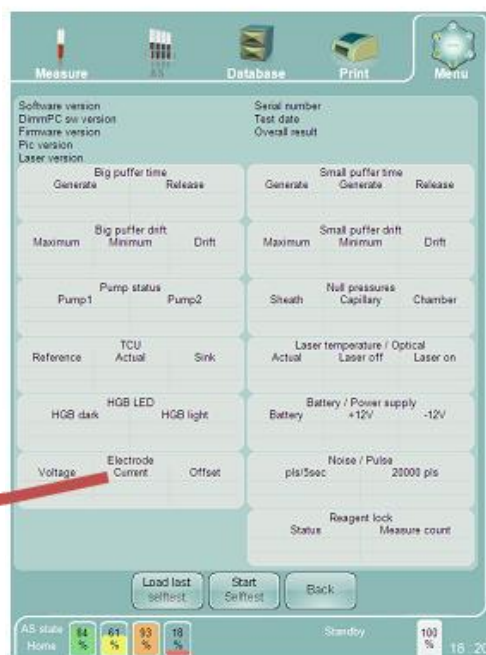 Measure AS Database Print Menu
Software version
DimmPC sw version
Firmware version
Pic version
Laser version
Serial number
Test date
Overall result
Big puffer time
Generate Release
Small puffer time
Generate Generate Release
Big puffer drift
Maximum Minimum Drift
Small puffer drift
Maximum Minimum Drift
Pump status
Pump1 Pump2
Null pressures
Sheath Capillary Chamber
TCU
Reference Actual Sink
Laser temperature / Optical
Actual Laser off Laser on
HGB LED
HGB dark HGB light
Battery / Power supply
Battery +12V -12V
Electrode
Voltage Current Offset
Noise / Pulse
pls/5sec 20000 pls
Reagent lock
Status Measure count
Load last selftest
Start Selftest
Back
AS state
Home
84 %
61 %
93 %
18 %
Standby
100 %
16:20